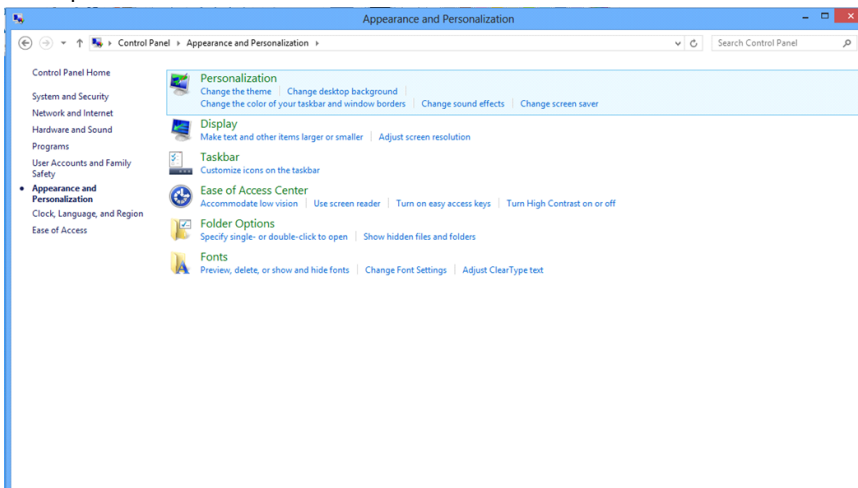 Appearance and Personalization
Control Panel Appearance and Personalization
Search Control Panel
Control Panel Home
System and Security
Network and Internet
Hardware and Sound
Programs
User Accounts and Family
Safety
Appearance and
Personalization
Clock, Language, and Region
Ease of Access
Personalization
Change the theme Change desktop background
Change the color of your taskbar and window borders Change sound effects Change screen saver
Display
Make text and other items larger or smaller Adjust screen resolution
Taskbar
Customize icons on the taskbar
Ease of Access Center
Accommodate low vision Use screen reader Turn on easy access keys Turn High Contrast on or off
Folder Options
Specify single- or double-click to open Show hidden files and folders
Fonts
Preview, delete, or show and hide fonts Change Font Settings Adjust ClearType text